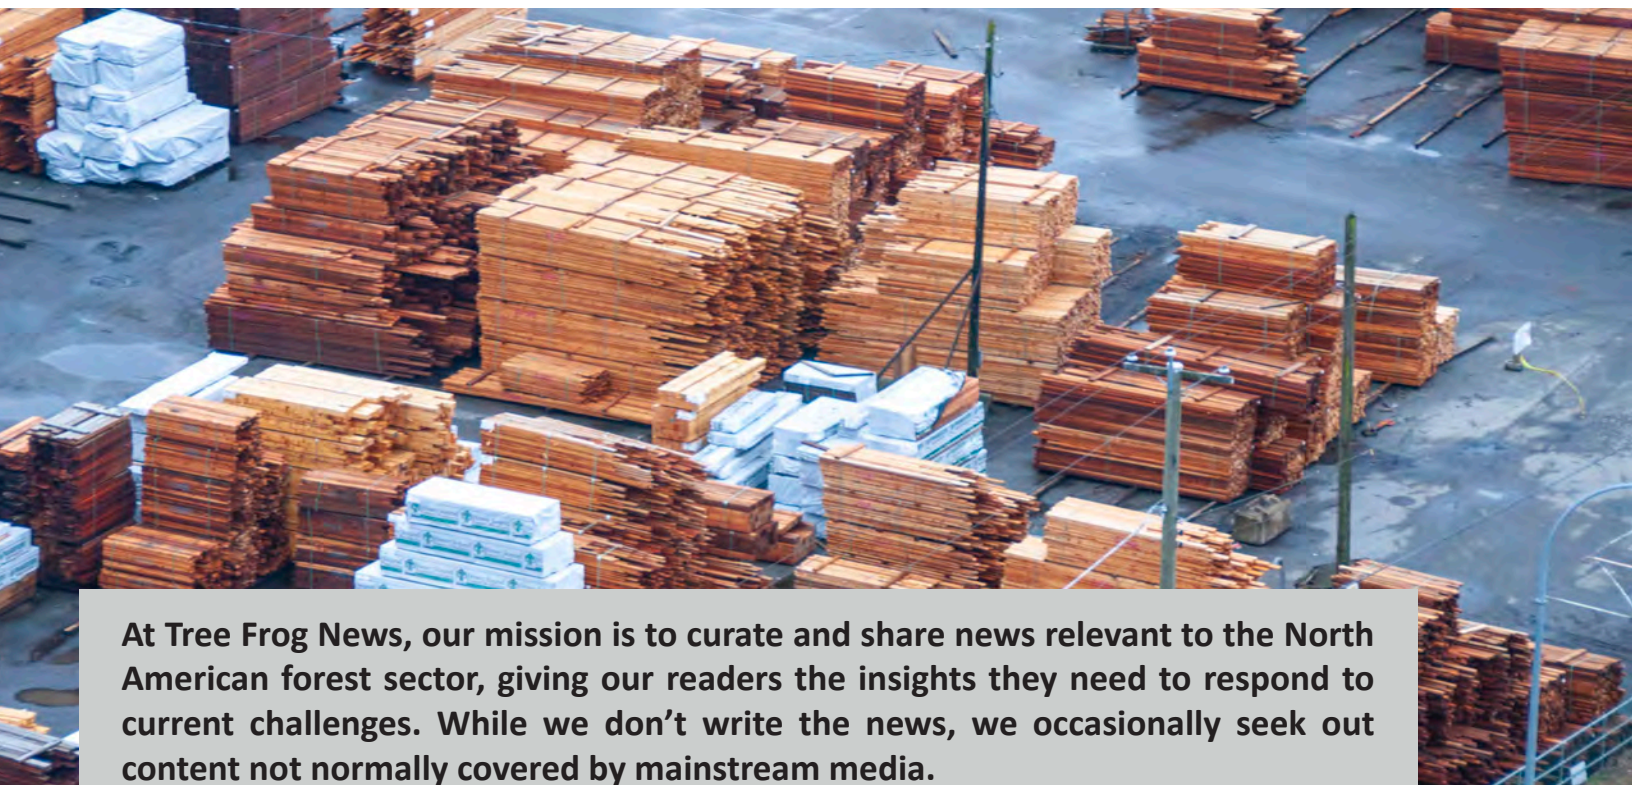 At Tree Frog News, our mission is to curate and share news relevant to the North
American forest sector, giving our readers the insights they need to respond to
current challenges. While we don’t write the news, we occasionally seek out
content not normally covered by mainstream media.